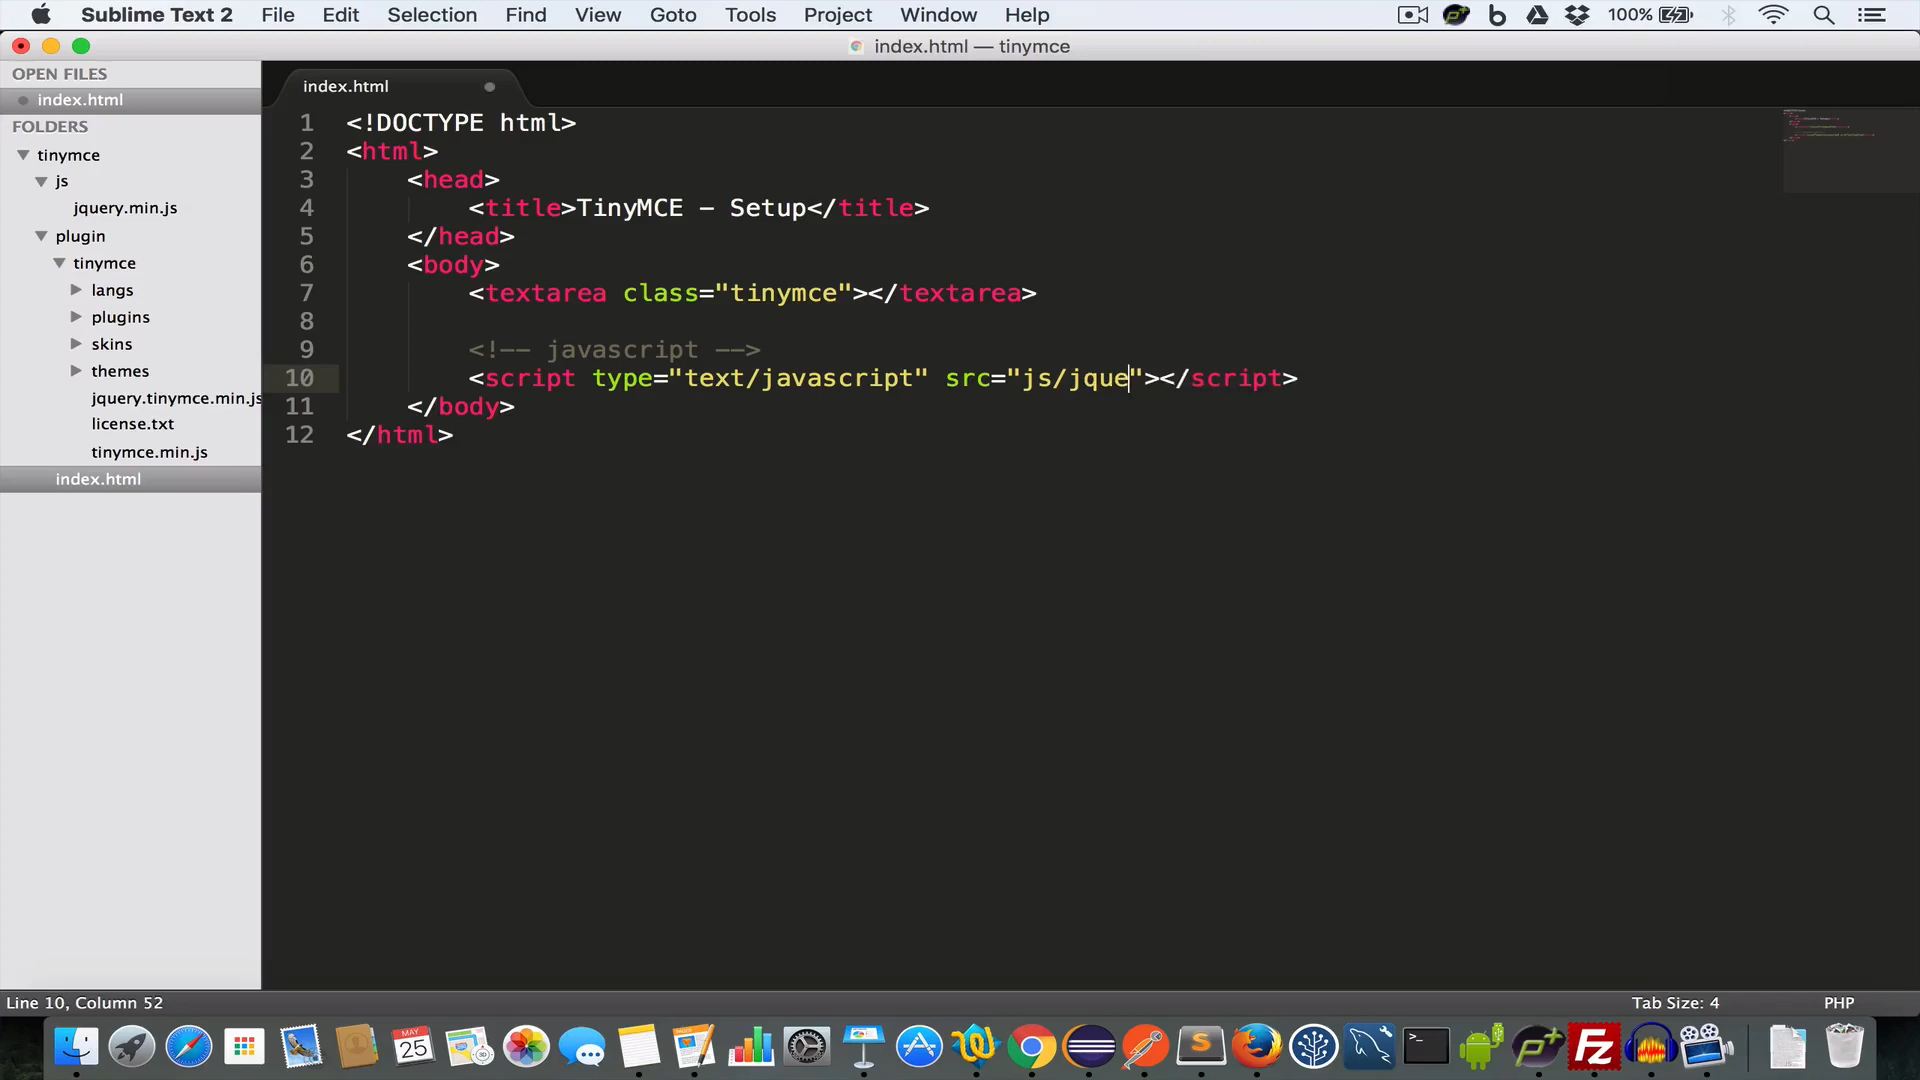 Sublime Text 2 File Edit Selection Find View Goto Tools Project Window Help 100%
index.html — tinymce
OPEN FILES
index.html
FOLDERS
tinymce
js
jquery.min.js
plugin
tinymce
langs
plugins
skins
themes
jquery.tinymce.min.js
license.txt
tinymce.min.js
index.html
index.html
1 <!DOCTYPE html>
2 <html>
3 <head>
4 <title>TinyMCE - Setup</title>
5 </head>
6 <body>
7 <textarea class="tinymce"></textarea>
8
9 <!-- javascript -->
10 <script type="text/javascript" src="js/jque"></script>
11 </body>
12 </html>
Line 10, Column 52
Tab Size: 4
PHP
MAY
25